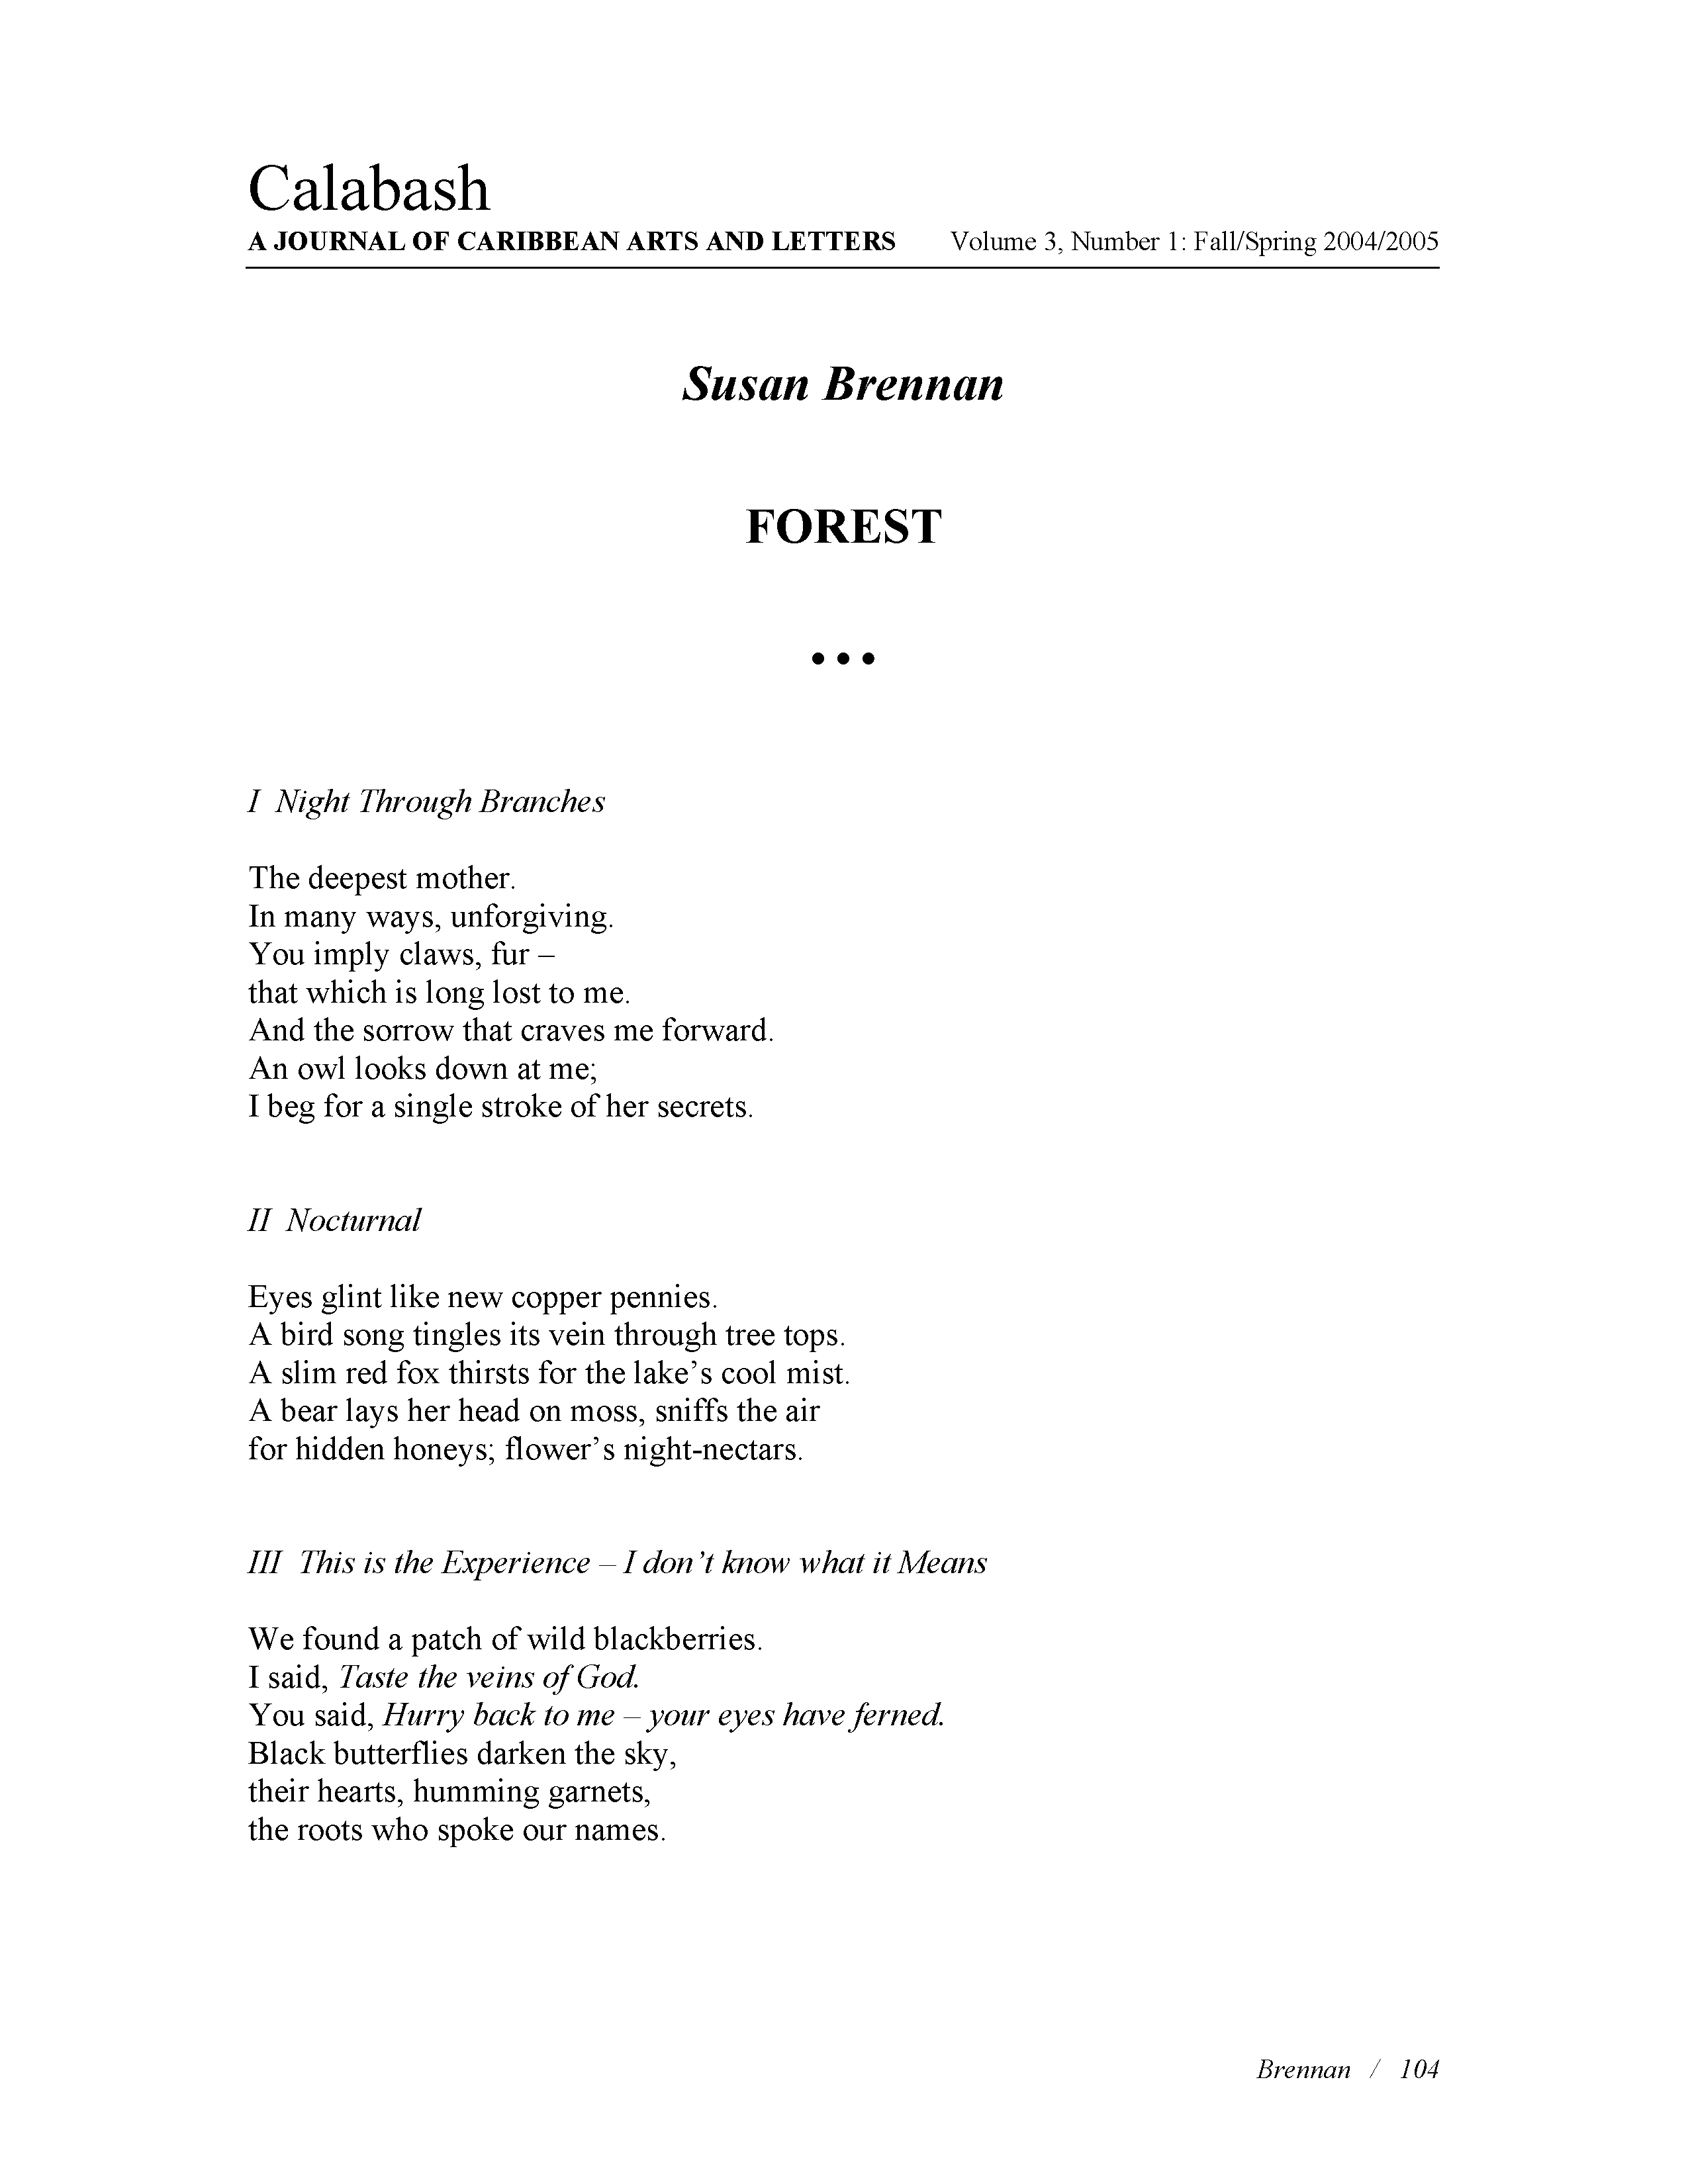 Calabash
A JOURNAL OF CARIBBEAN ARTS AND LETTERS Volume 3, Number 1: Fall/Spring 2004/2005
Susan Brennan
FOREST
• • •
I Night Through Branches
The deepest mother.
In many ways, unforgiving.
You imply claws, fur –
that which is long lost to me.
And the sorrow that craves me forward.
An owl looks down at me;
I beg for a single stroke of her secrets.
II Nocturnal
Eyes glint like new copper pennies.
A bird song tingles its vein through tree tops.
A slim red fox thirsts for the lake’s cool mist.
A bear lays her head on moss, sniffs the air
for hidden honeys; flower’s night-nectars.
III This is the Experience – I don’t know what it Means
We found a patch of wild blackberries.
I said, Taste the veins of God.
You said, Hurry back to me – your eyes have ferned.
Black butterflies darken the sky,
their hearts, humming garnets,
the roots who spoke our names.
Brennan / 104